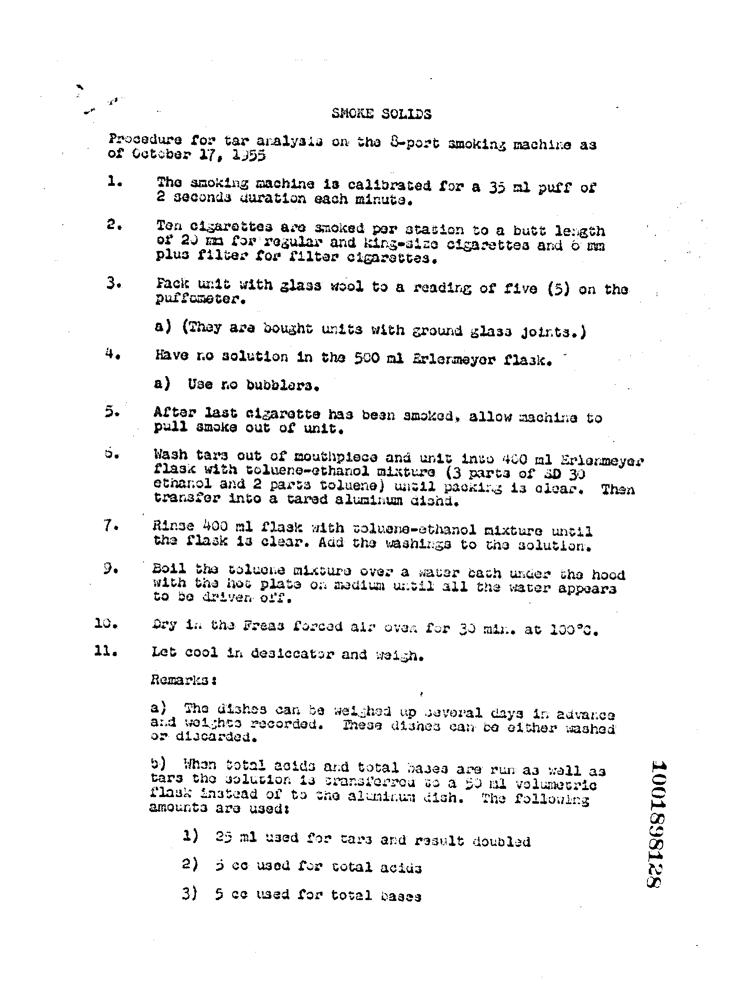 SMOKE SOLIDS
Procedure for tar analysis on the 8-port smoking machine as
of October 17, 1955
1. The smoking machine is calibrated for a 35 ml puff of
2 seconds duration each minute.
2. Ten cigarettes are smoked per station to a butt length
of 20 mm for regular and king-size cigarettes and 6 mm
plus filter for filter cigarettes.
3. Pack unit with glass wool to a reading of five (5) on the
puffometer.
a) (They are bought units with ground glass joints.)
4. Have no solution in the 500 ml Erlermeyer flask.
a) Use no bubblers.
5. After last cigarette has been smoked, allow machine to
pull smoke out of unit.
6. Wash tars out of mouthpiece and unit into 400 ml Erlenmeyer
flask with toluene-ethanol mixture (3 parts of SD 30
ethanol and 2 parts toluene) until packing is clear. Then
transfer into a tared aluminum dishd.
7. Rinse 400 ml flask with toluene-ethanol mixture until
the flask is clear. Add the washings to the solution.
9. Boil the toluene mixture over a water bath under the hood
with the hot plate on medium until all the water appears
to be driven off.
10. Dry in the Freas forced air oven for 30 min. at 100°C.
11. Let cool in desiccator and weigh.
Remarks:
a) The dishes can be weighed up several days in advance
and weights recorded. These dishes can be either washed
or discarded.
b) When total acids and total bases are run as well as
tars the solution is transferred to a 50 ml volumetric
flask instead of to the aluminum dish. The following
amounts are used:
1) 25 ml used for tars and result doubled
2) 5 cc used for total acids
3) 5 cc used for total bases
1001898128